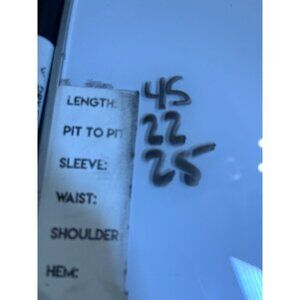 LENGTH: 45
PIT TO PIT 22
SLEEVE: 25
WAIST:
SHOULDER
HEM: